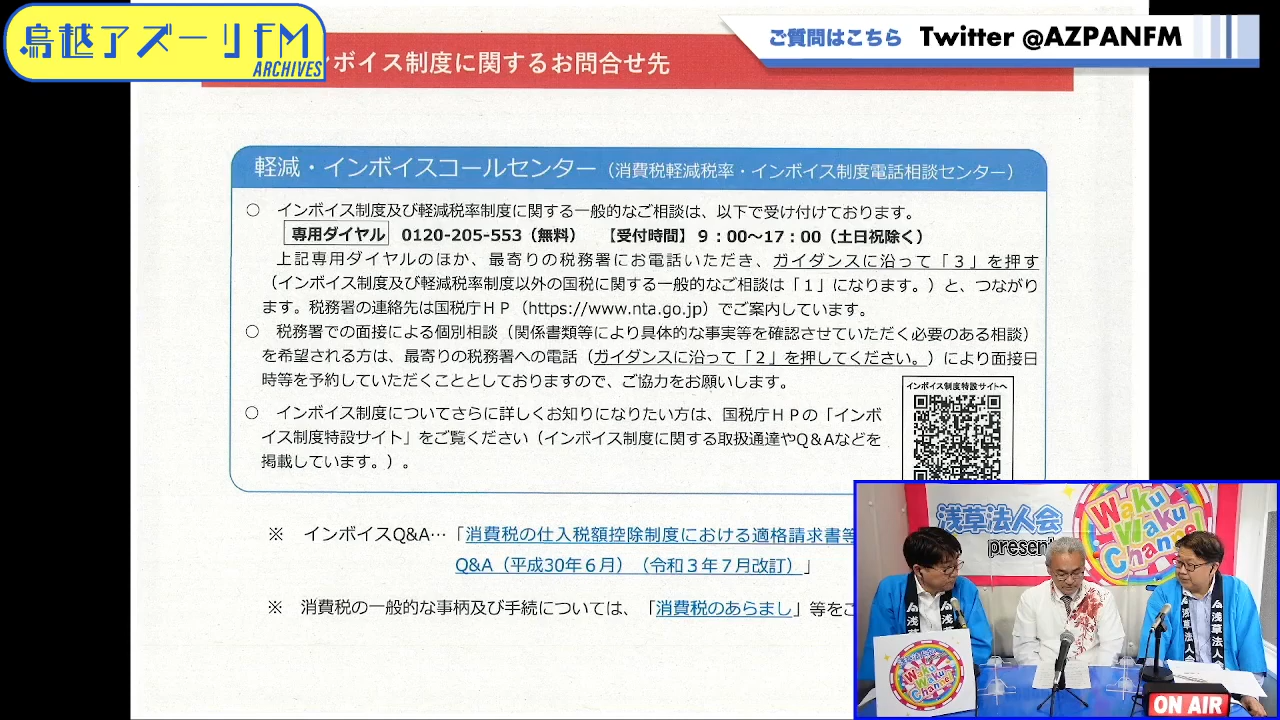 鳥越アズーリFM
ARCHIVES
ご質問はこちら Twitter @AZPANFM
ボイス制度に関するお問合せ先
軽減・インボイスコールセンター（消費税軽減税率・インボイス制度電話相談センター）
○ インボイス制度及び軽減税率制度に関する一般的なご相談は、以下で受け付けております。
専用ダイヤル 0120-205-553（無料） 【受付時間】９：00～17：00（土日祝除く）
上記専用ダイヤルのほか、最寄りの税務署にお電話いただき、ガイダンスに沿って「３」を押す
（インボイス制度及び軽減税率制度以外の国税に関する一般的なご相談は「１」になります。）と、つながり
ます。税務署の連絡先は国税庁ＨＰ（https://www.nta.go.jp）でご案内しています。
○ 税務署での面接による個別相談（関係書類等により具体的な事実等を確認させていただく必要のある相談）
を希望される方は、最寄りの税務署への電話（ガイダンスに沿って「２」を押してください。）により面接日
時等を予約していただくこととしておりますので、ご協力をお願いします。
インボイス制度特設サイトへ
○ インボイス制度についてさらに詳しくお知りになりたい方は、国税庁ＨＰの「インボ
イス制度特設サイト」をご覧ください（インボイス制度に関する取扱通達やQ&Aなどを
掲載しています。）。
※ インボイスQ&A…「消費税の仕入税額控除制度における適格請求書等
Q&A（平成30年６月）（令和３年７月改訂）」
※ 消費税の一般的な事柄及び手続については、「消費税のあらまし」等をご
浅草法人会
present
Waku
Waku
Channel
浅草法人
浅草法人会
Waku
Waku
Channel
ON AIR